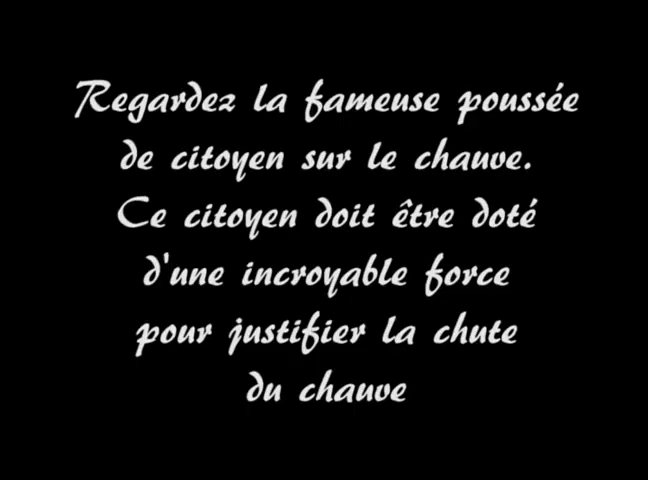 Regardez la fameuse poussée
de citoyen sur le chauve.
Ce citoyen doit être doté
d'une incroyable force
pour justifier la chute
du chauve